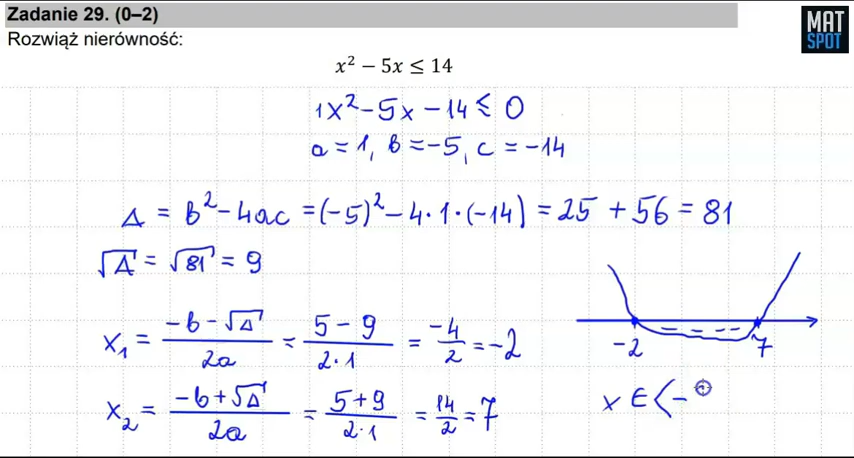 Zadanie 29. (0–2)
MAT
SPOT
Rozwiąż nierówność:
x² − 5x ≤ 14
1x² − 5x − 14 ≤ 0
a = 1, b = −5, c = −14
Δ = b² − 4ac = (−5)² − 4·1·(−14) = 25 + 56 = 81
√Δ = √81 = 9
x₁ = (−b − √Δ)/(2a) = (5 − 9)/(2·1) = −4/2 = −2
x₂ = (−b + √Δ)/(2a) = (5 + 9)/(2·1) = 14/2 = 7
−2 7
x ∈ ⟨−